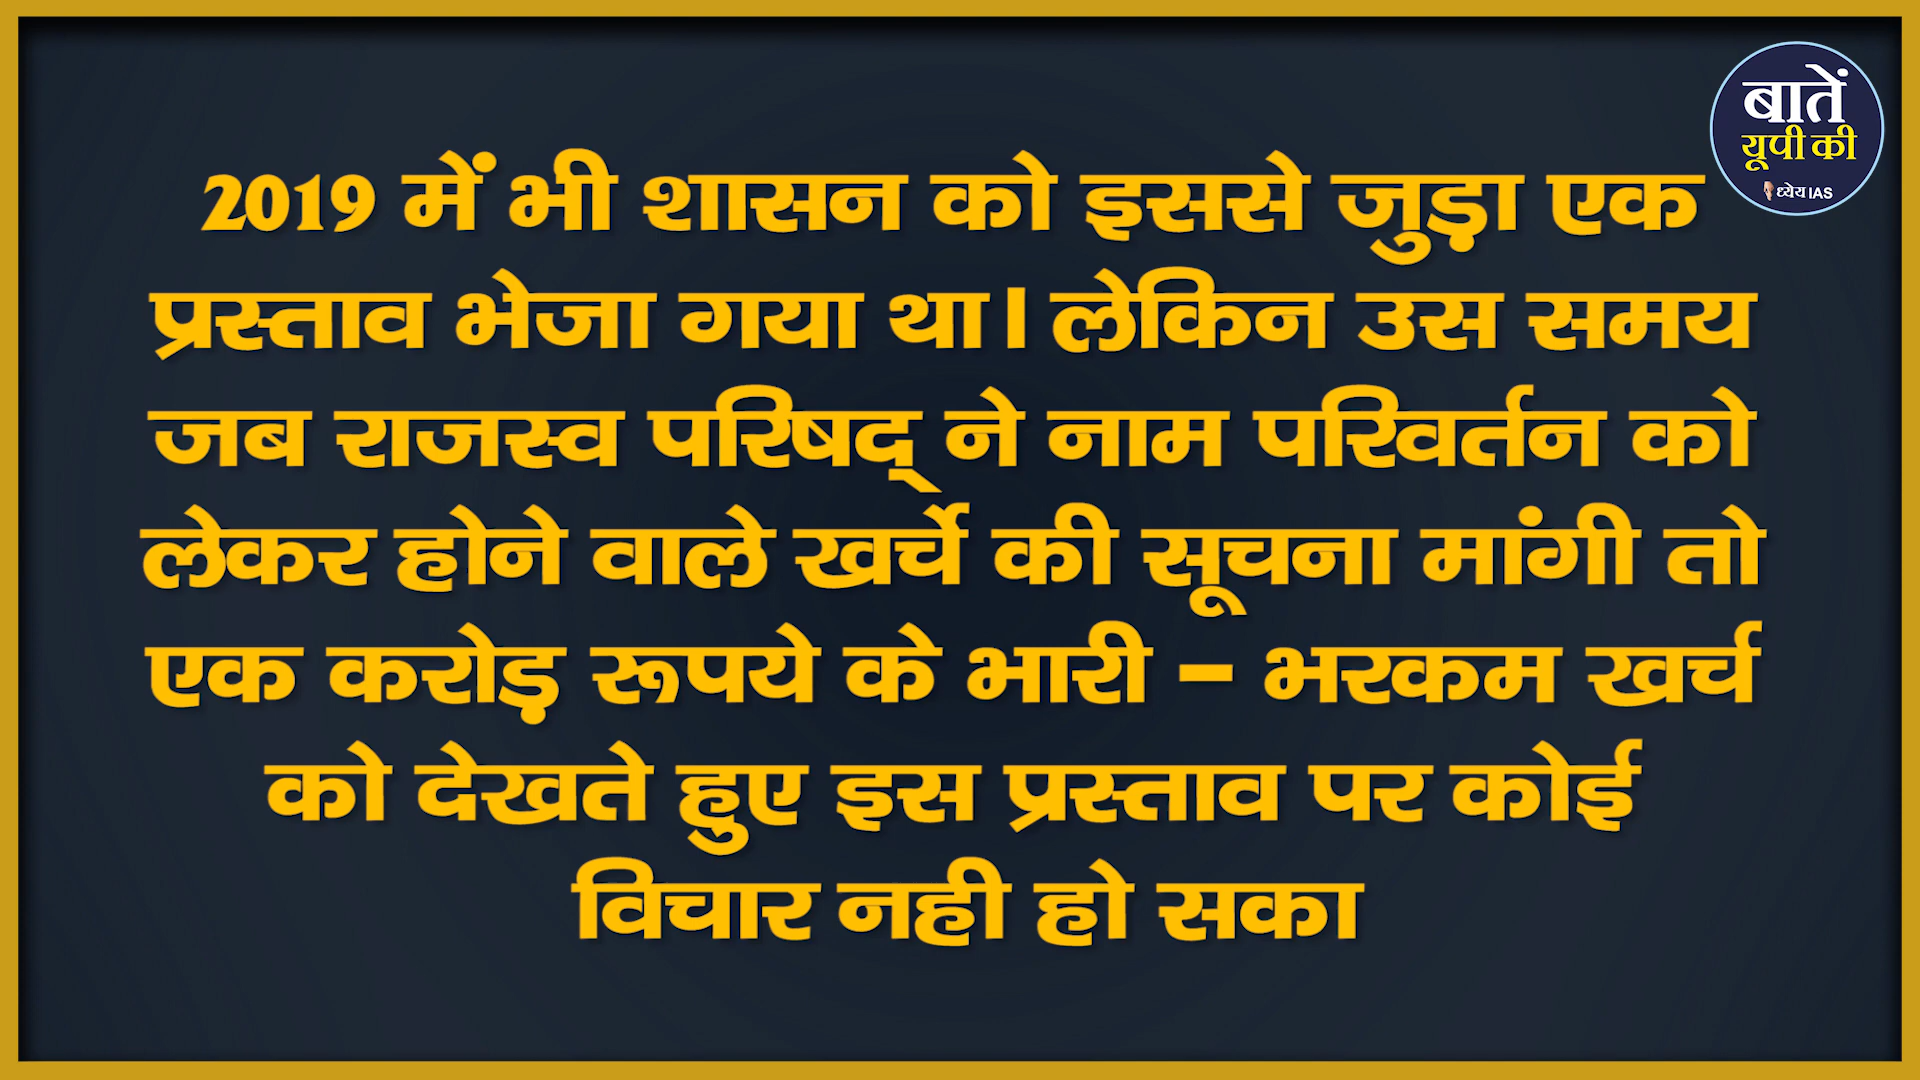 बातें
यूपी की
ध्येय IAS
2019 में भी शासन को इससे जुड़ा एक
प्रस्ताव भेजा गया था। लेकिन उस समय
जब राजस्व परिषद् ने नाम परिवर्तन को
लेकर होने वाले खर्चे की सूचना मांगी तो
एक करोड़ रूपये के भारी - भरकम खर्च
को देखते हुए इस प्रस्ताव पर कोई
विचार नही हो सका